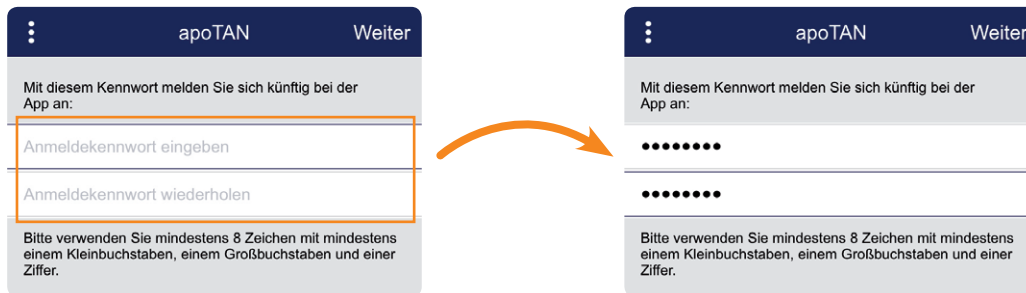 apoTAN Weiter
Mit diesem Kennwort melden Sie sich künftig bei der
App an:
Anmeldekennwort eingeben
Anmeldekennwort wiederholen
Bitte verwenden Sie mindestens 8 Zeichen mit mindestens
einem Kleinbuchstaben, einem Großbuchstaben und einer
Ziffer.
apoTAN Weiter
Mit diesem Kennwort melden Sie sich künftig bei der
App an:
••••••••
••••••••
Bitte verwenden Sie mindestens 8 Zeichen mit mindestens
einem Kleinbuchstaben, einem Großbuchstaben und einer
Ziffer.